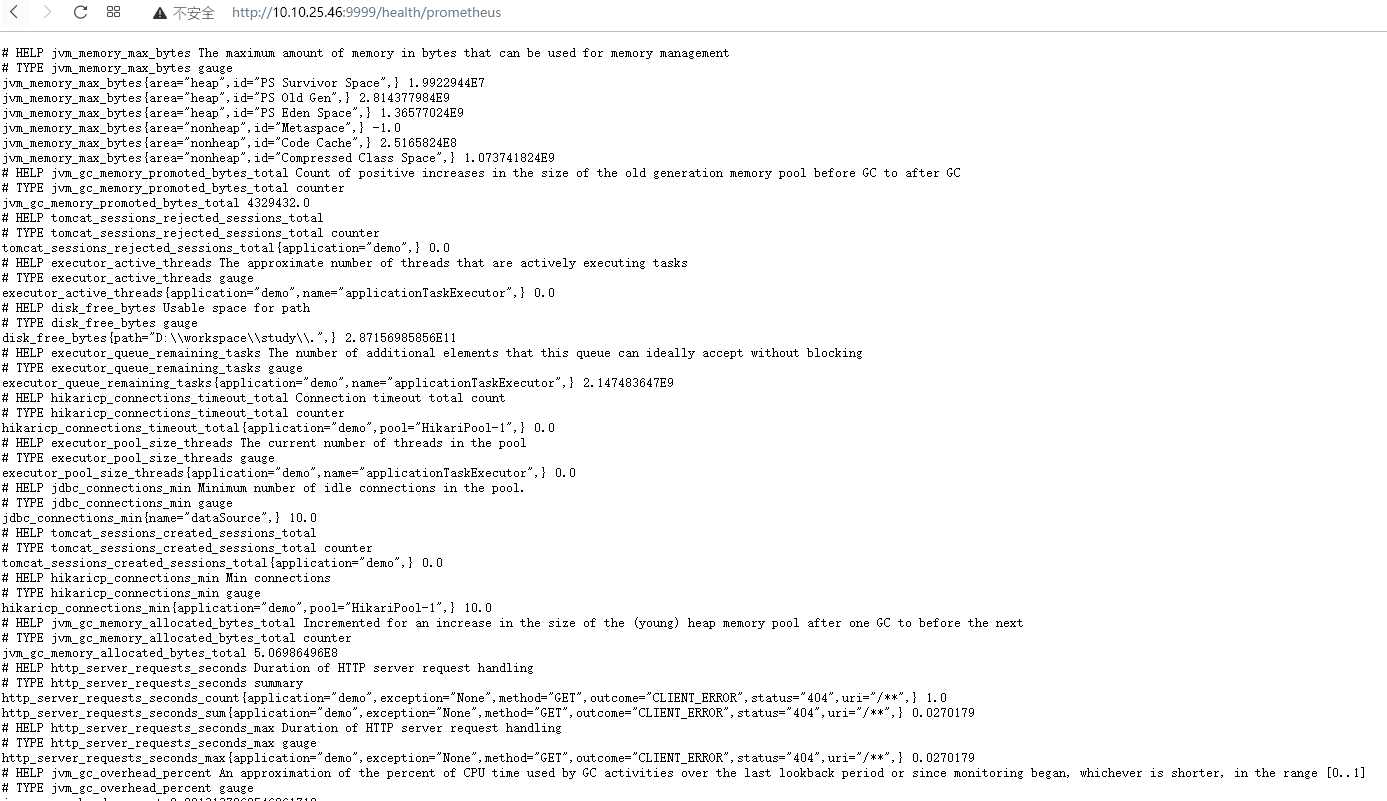 不安全 http://10.10.25.46:9999/health/prometheus
# HELP jvm_memory_max_bytes The maximum amount of memory in bytes that can be used for memory management
# TYPE jvm_memory_max_bytes gauge
jvm_memory_max_bytes{area="heap",id="PS Survivor Space",} 1.9922944E7
jvm_memory_max_bytes{area="heap",id="PS Old Gen",} 2.814377984E9
jvm_memory_max_bytes{area="heap",id="PS Eden Space",} 1.36577024E9
jvm_memory_max_bytes{area="nonheap",id="Metaspace",} -1.0
jvm_memory_max_bytes{area="nonheap",id="Code Cache",} 2.5165824E8
jvm_memory_max_bytes{area="nonheap",id="Compressed Class Space",} 1.073741824E9
# HELP jvm_gc_memory_promoted_bytes_total Count of positive increases in the size of the old generation memory pool before GC to after GC
# TYPE jvm_gc_memory_promoted_bytes_total counter
jvm_gc_memory_promoted_bytes_total 4329432.0
# HELP tomcat_sessions_rejected_sessions_total
# TYPE tomcat_sessions_rejected_sessions_total counter
tomcat_sessions_rejected_sessions_total{application="demo",} 0.0
# HELP executor_active_threads The approximate number of threads that are actively executing tasks
# TYPE executor_active_threads gauge
executor_active_threads{application="demo",name="applicationTaskExecutor",} 0.0
# HELP disk_free_bytes Usable space for path
# TYPE disk_free_bytes gauge
disk_free_bytes{path="D:\\workspace\\study\\.",} 2.87156985856E11
# HELP executor_queue_remaining_tasks The number of additional elements that this queue can ideally accept without blocking
# TYPE executor_queue_remaining_tasks gauge
executor_queue_remaining_tasks{application="demo",name="applicationTaskExecutor",} 2.147483647E9
# HELP hikaricp_connections_timeout_total Connection timeout total count
# TYPE hikaricp_connections_timeout_total counter
hikaricp_connections_timeout_total{application="demo",pool="HikariPool-1",} 0.0
# HELP executor_pool_size_threads The current number of threads in the pool
# TYPE executor_pool_size_threads gauge
executor_pool_size_threads{application="demo",name="applicationTaskExecutor",} 0.0
# HELP jdbc_connections_min Minimum number of idle connections in the pool.
# TYPE jdbc_connections_min gauge
jdbc_connections_min{name="dataSource",} 10.0
# HELP tomcat_sessions_created_sessions_total
# TYPE tomcat_sessions_created_sessions_total counter
tomcat_sessions_created_sessions_total{application="demo",} 0.0
# HELP hikaricp_connections_min Min connections
# TYPE hikaricp_connections_min gauge
hikaricp_connections_min{application="demo",pool="HikariPool-1",} 10.0
# HELP jvm_gc_memory_allocated_bytes_total Incremented for an increase in the size of the (young) heap memory pool after one GC to before the next
# TYPE jvm_gc_memory_allocated_bytes_total counter
jvm_gc_memory_allocated_bytes_total 5.06986496E8
# HELP http_server_requests_seconds Duration of HTTP server request handling
# TYPE http_server_requests_seconds summary
http_server_requests_seconds_count{application="demo",exception="None",method="GET",outcome="CLIENT_ERROR",status="404",uri="/**",} 1.0
http_server_requests_seconds_sum{application="demo",exception="None",method="GET",outcome="CLIENT_ERROR",status="404",uri="/**",} 0.0270179
# HELP http_server_requests_seconds_max Duration of HTTP server request handling
# TYPE http_server_requests_seconds_max gauge
http_server_requests_seconds_max{application="demo",exception="None",method="GET",outcome="CLIENT_ERROR",status="404",uri="/**",} 0.0270179
# HELP jvm_gc_overhead_percent An approximation of the percent of CPU time used by GC activities over the last lookback period or since monitoring began, whichever is shorter, in the range [0..1]
# TYPE jvm_gc_overhead_percent gauge